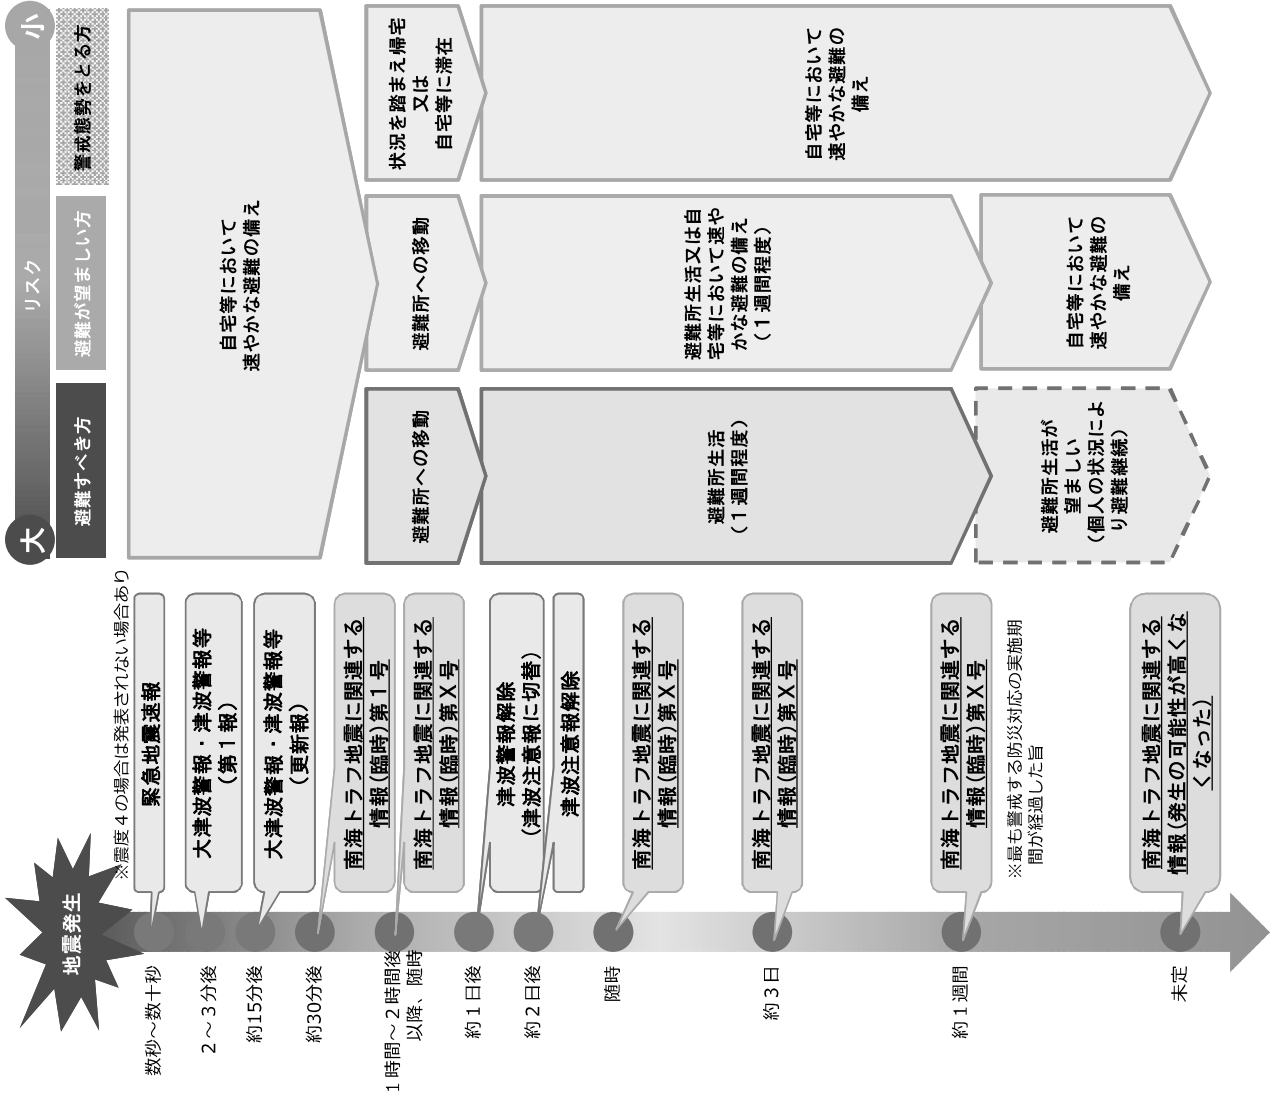 地震発生
※震度４の場合は発表されない場合あり
数秒～数十秒
緊急地震速報
２～３分後
大津波警報・津波警報等
（第１報）
約15分後
大津波警報・津波警報等
（更新報）
約30分後
南海トラフ地震に関連する
情報（臨時）第１号
１時間～２時間後
以降、随時
南海トラフ地震に関連する
情報（臨時）第Ｘ号
約１日後
津波警報解除
（津波注意報に切替）
約２日後
津波注意報解除
随時
南海トラフ地震に関連する
情報（臨時）第Ｘ号
約３日
南海トラフ地震に関連する
情報（臨時）第Ｘ号
約１週間
南海トラフ地震に関連する
情報（臨時）第Ｘ号
※最も警戒する防災対応の実施期
間が経過した旨
未定
南海トラフ地震に関連する
情報（発生の可能性が高くな
くなった）
大
リスク
小
避難すべき方
避難が望ましい方
警戒態勢をとる方
自宅等において
速やかな避難の備え
避難所への移動
避難所への移動
状況を踏まえ帰宅
又は
自宅等に滞在
避難所生活
（１週間程度）
避難所生活又は自
宅等において速や
かな避難の備え
（１週間程度）
自宅等において
速やかな避難の
備え
避難所生活が
望ましい
（個人の状況によ
り避難継続）
自宅等において
速やかな避難の
備え